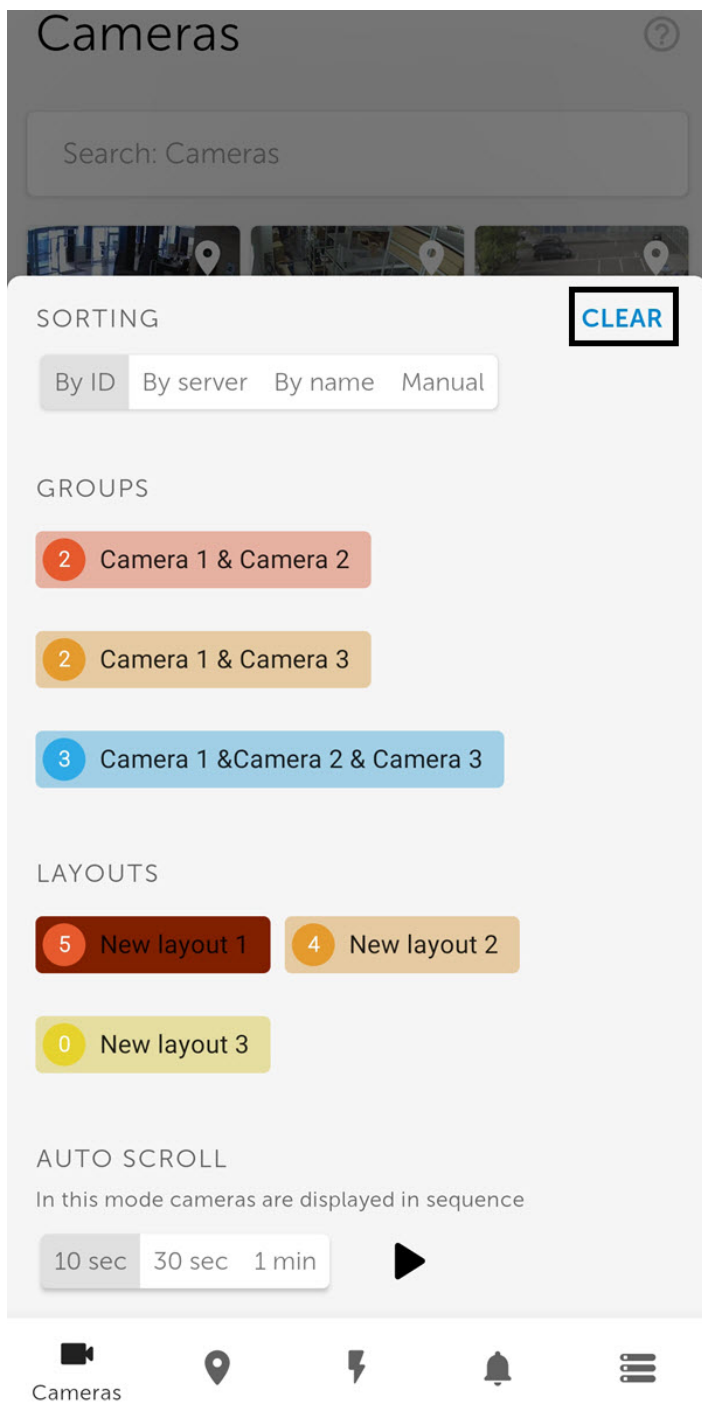 Cameras
?
Search: Cameras
SORTING
CLEAR
By ID By server By name Manual
GROUPS
2 Camera 1 & Camera 2
2 Camera 1 & Camera 3
3 Camera 1 &Camera 2 & Camera 3
LAYOUTS
5 New layout 1 4 New layout 2
0 New layout 3
AUTO SCROLL
In this mode cameras are displayed in sequence
10 sec 30 sec 1 min
Cameras